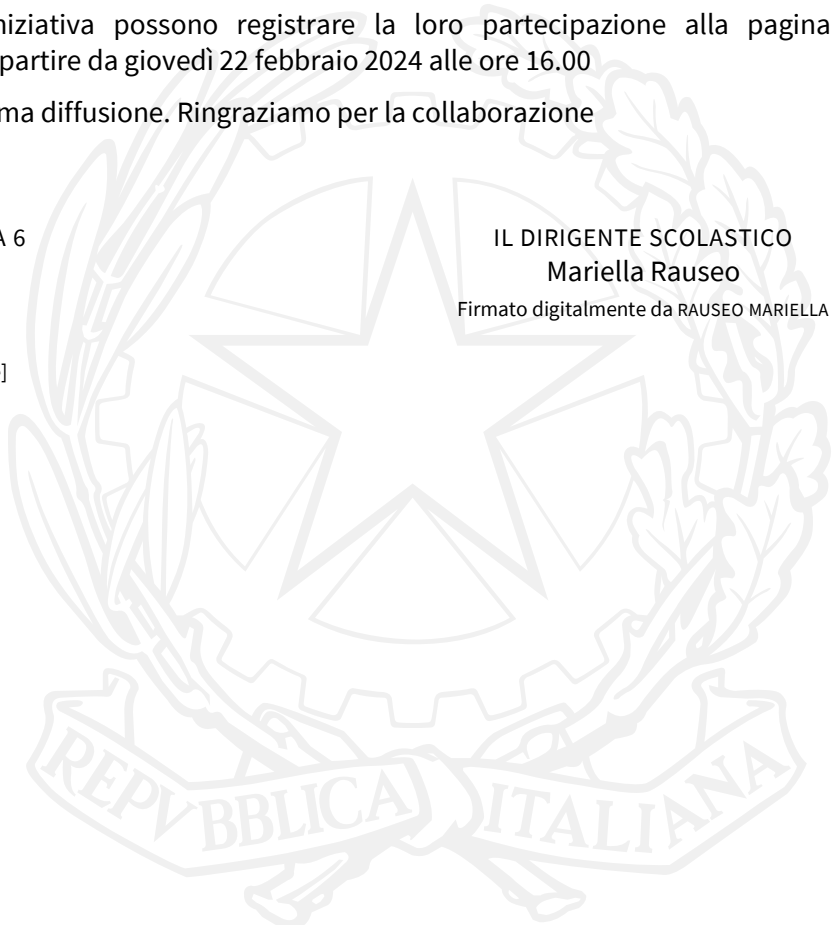 niziativa possono registrare la loro partecipazione alla pagina
partire da giovedì 22 febbraio 2024 alle ore 16.00
ma diffusione. Ringraziamo per la collaborazione
A 6
IL DIRIGENTE SCOLASTICO
Mariella Rauseo
Firmato digitalmente da RAUSEO MARIELLA
]
REPVBBLICA ITALIANA